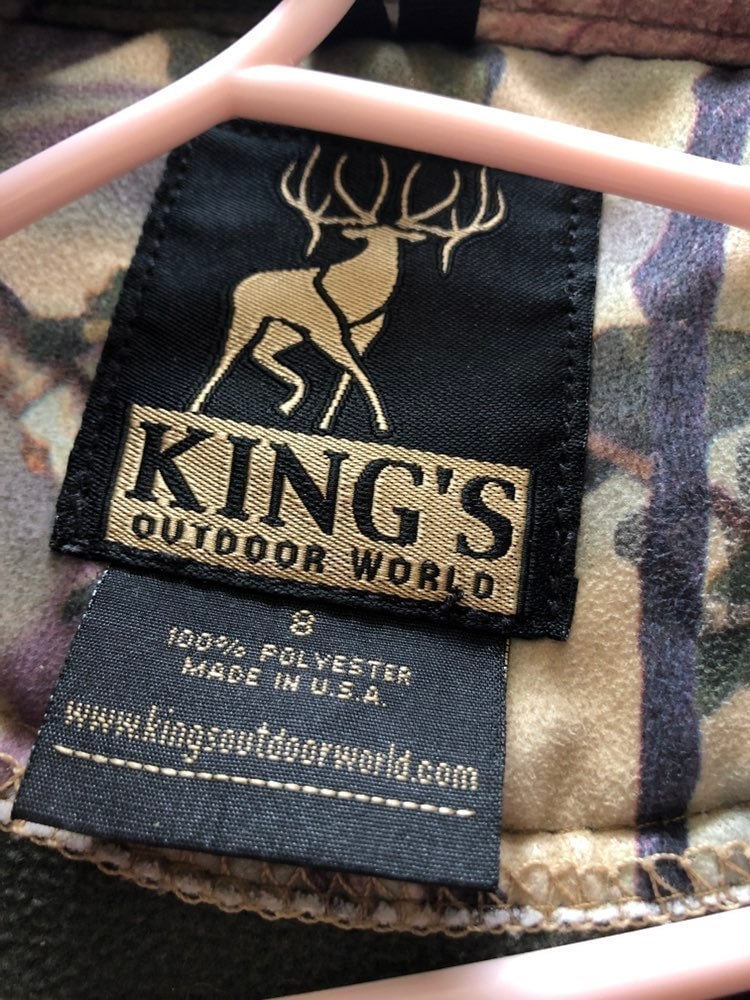 KING'S
OUTDOOR WORLD
8
100% POLYESTER
MADE IN U.S.A.
www.kingsoutdoorworld.com